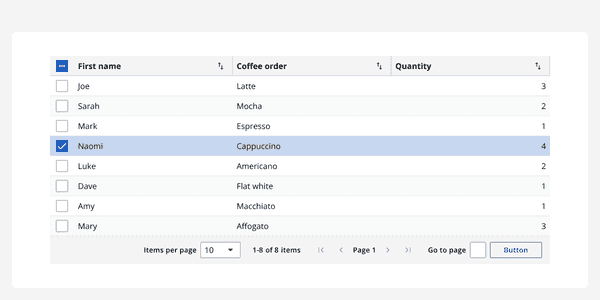 First name Coffee order Quantity
Joe Latte 3
Sarah Mocha 2
Mark Espresso 1
Naomi Cappuccino 4
Luke Americano 2
Dave Flat white 1
Amy Macchiato 1
Mary Affogato 3
Items per page 10 1-8 of 8 items Page 1 Go to page Button